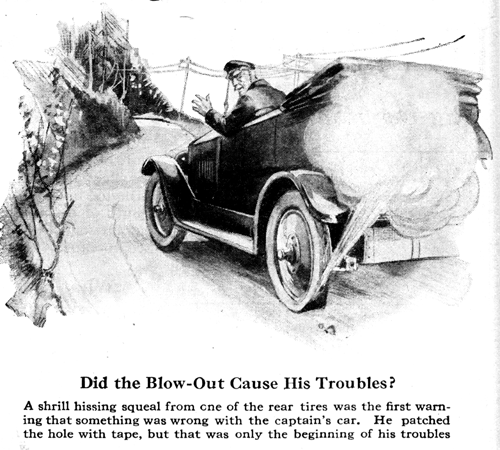 Did the Blow-Out Cause His Troubles?
A shrill hissing squeal from one of the rear tires was the first warn-
ing that something was wrong with the captain's car. He patched
the hole with tape, but that was only the beginning of his troubles